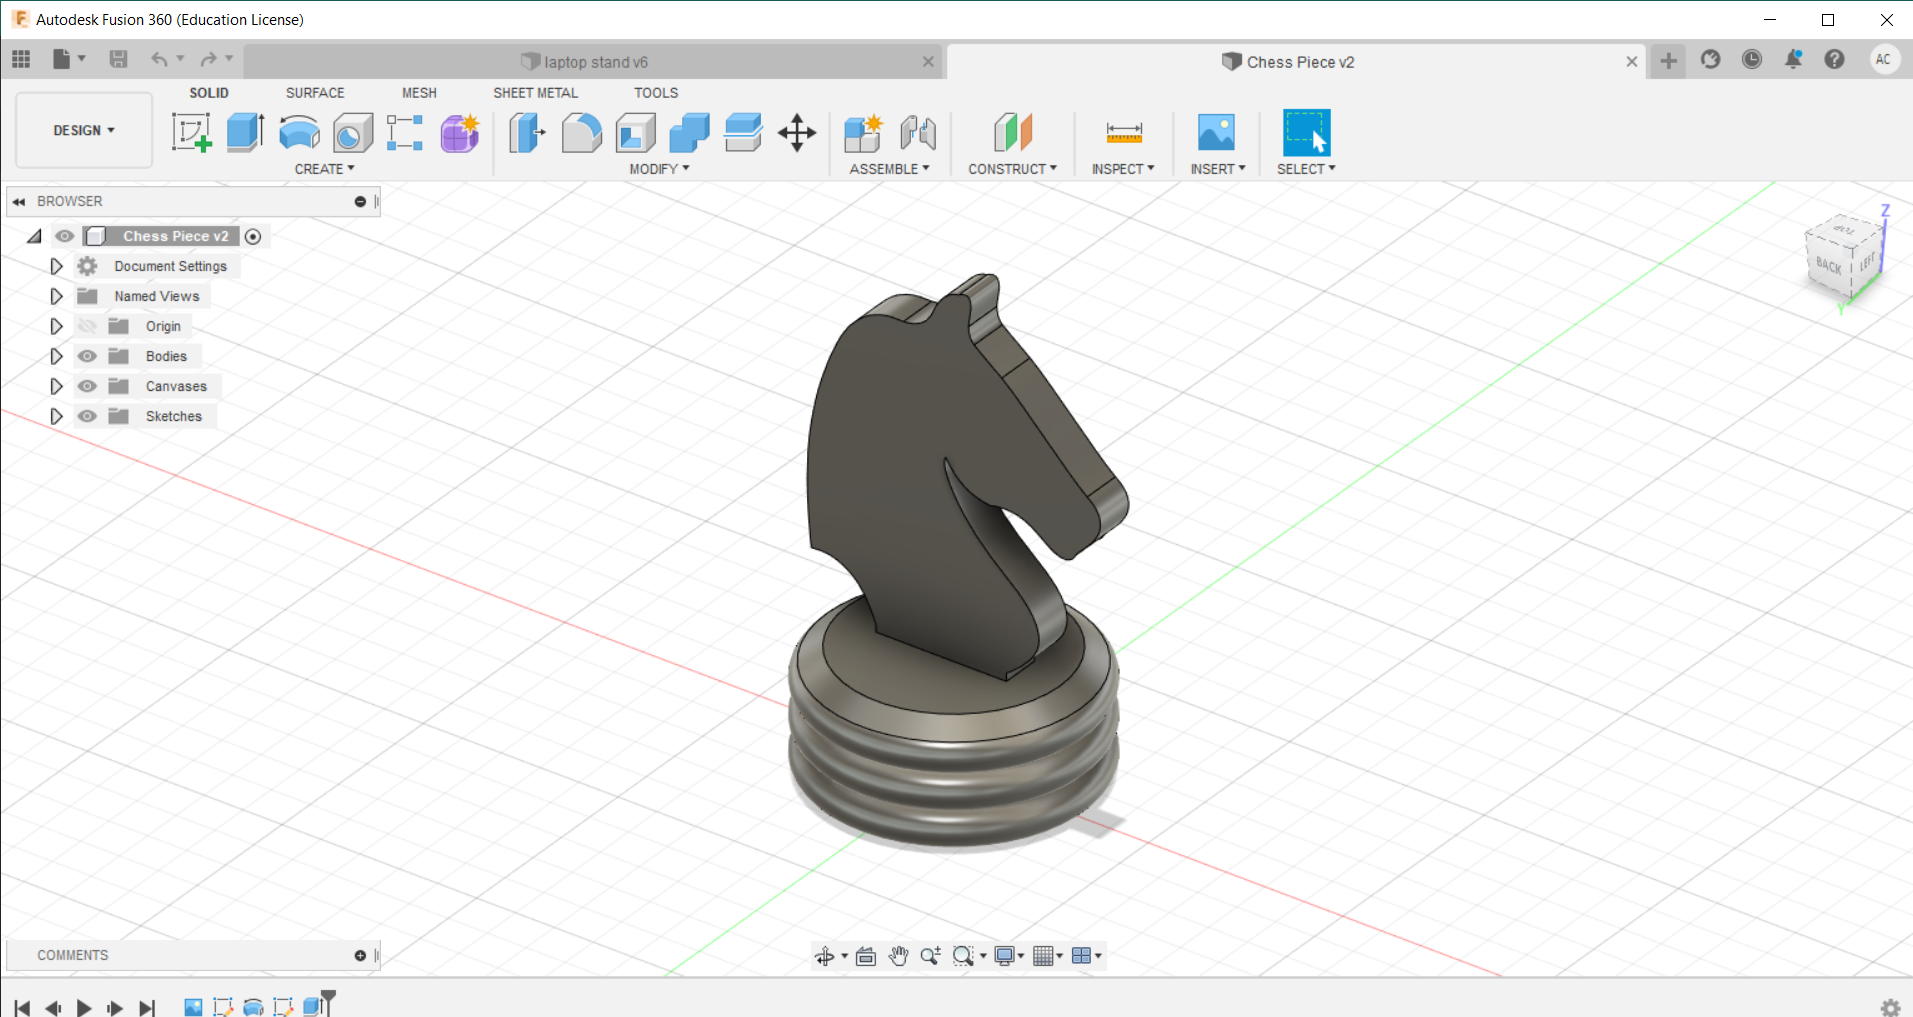 Autodesk Fusion 360 (Education License)
laptop stand v6
Chess Piece v2
AC
SOLID SURFACE MESH SHEET METAL TOOLS
DESIGN
CREATE MODIFY ASSEMBLE CONSTRUCT INSPECT INSERT SELECT
BROWSER
Chess Piece v2
Document Settings
Named Views
Origin
Bodies
Canvases
Sketches
Z
TOP
BACK
LEFT
Y
COMMENTS